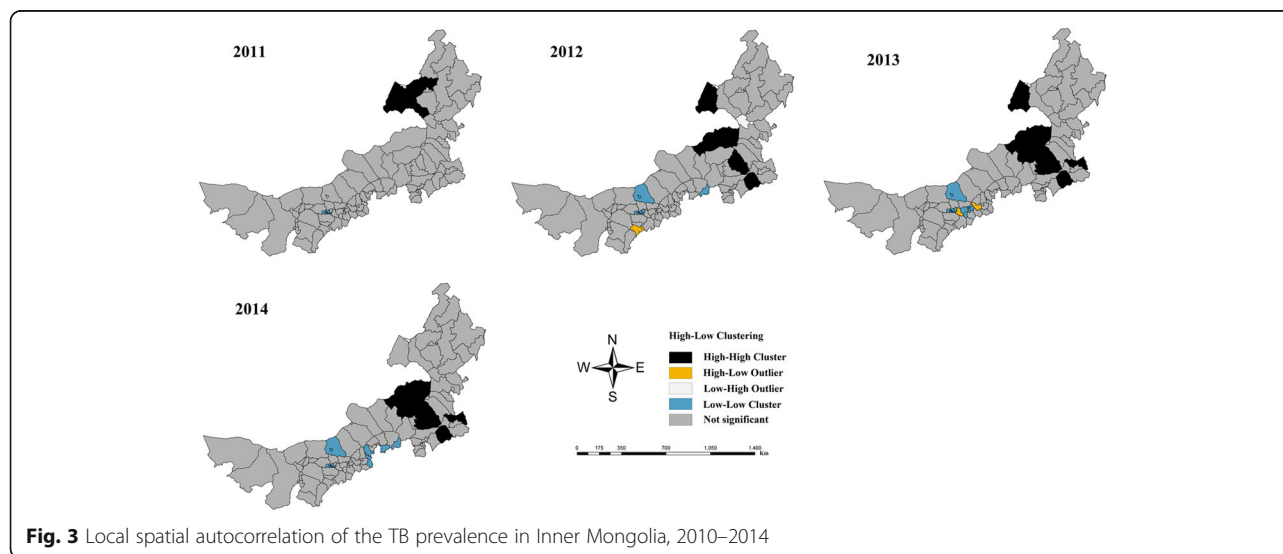 2011
2012
2013
2014
N
W E
S
High-Low Clustering
High-High Cluster
High-Low Outlier
Low-High Outlier
Low-Low Cluster
Not significant
0 175 350 700 1,050 1,400
Km
Fig. 3 Local spatial autocorrelation of the TB prevalence in Inner Mongolia, 2010–2014